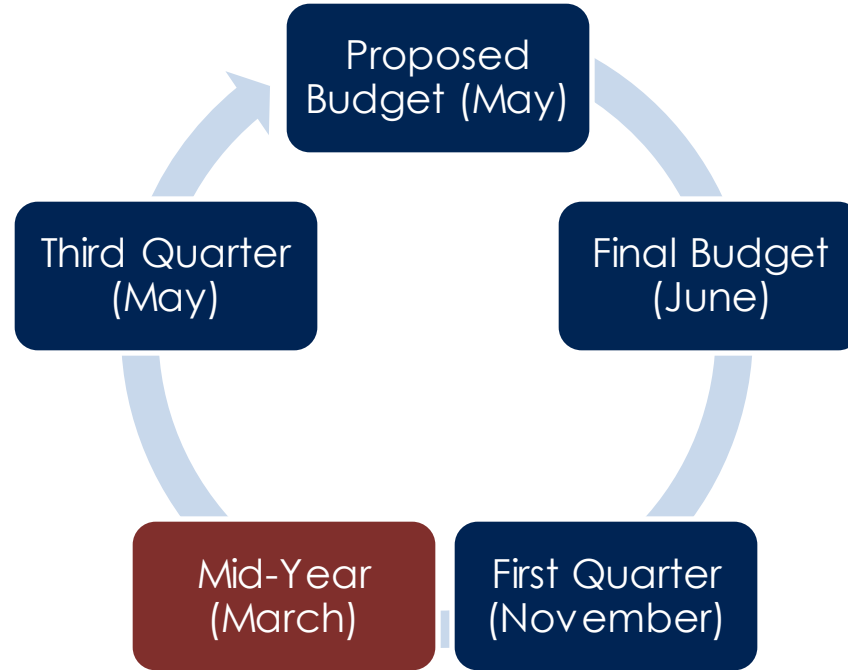 Proposed
Budget (May)
Final Budget
(June)
First Quarter
(November)
Mid-Year
(March)
Third Quarter
(May)